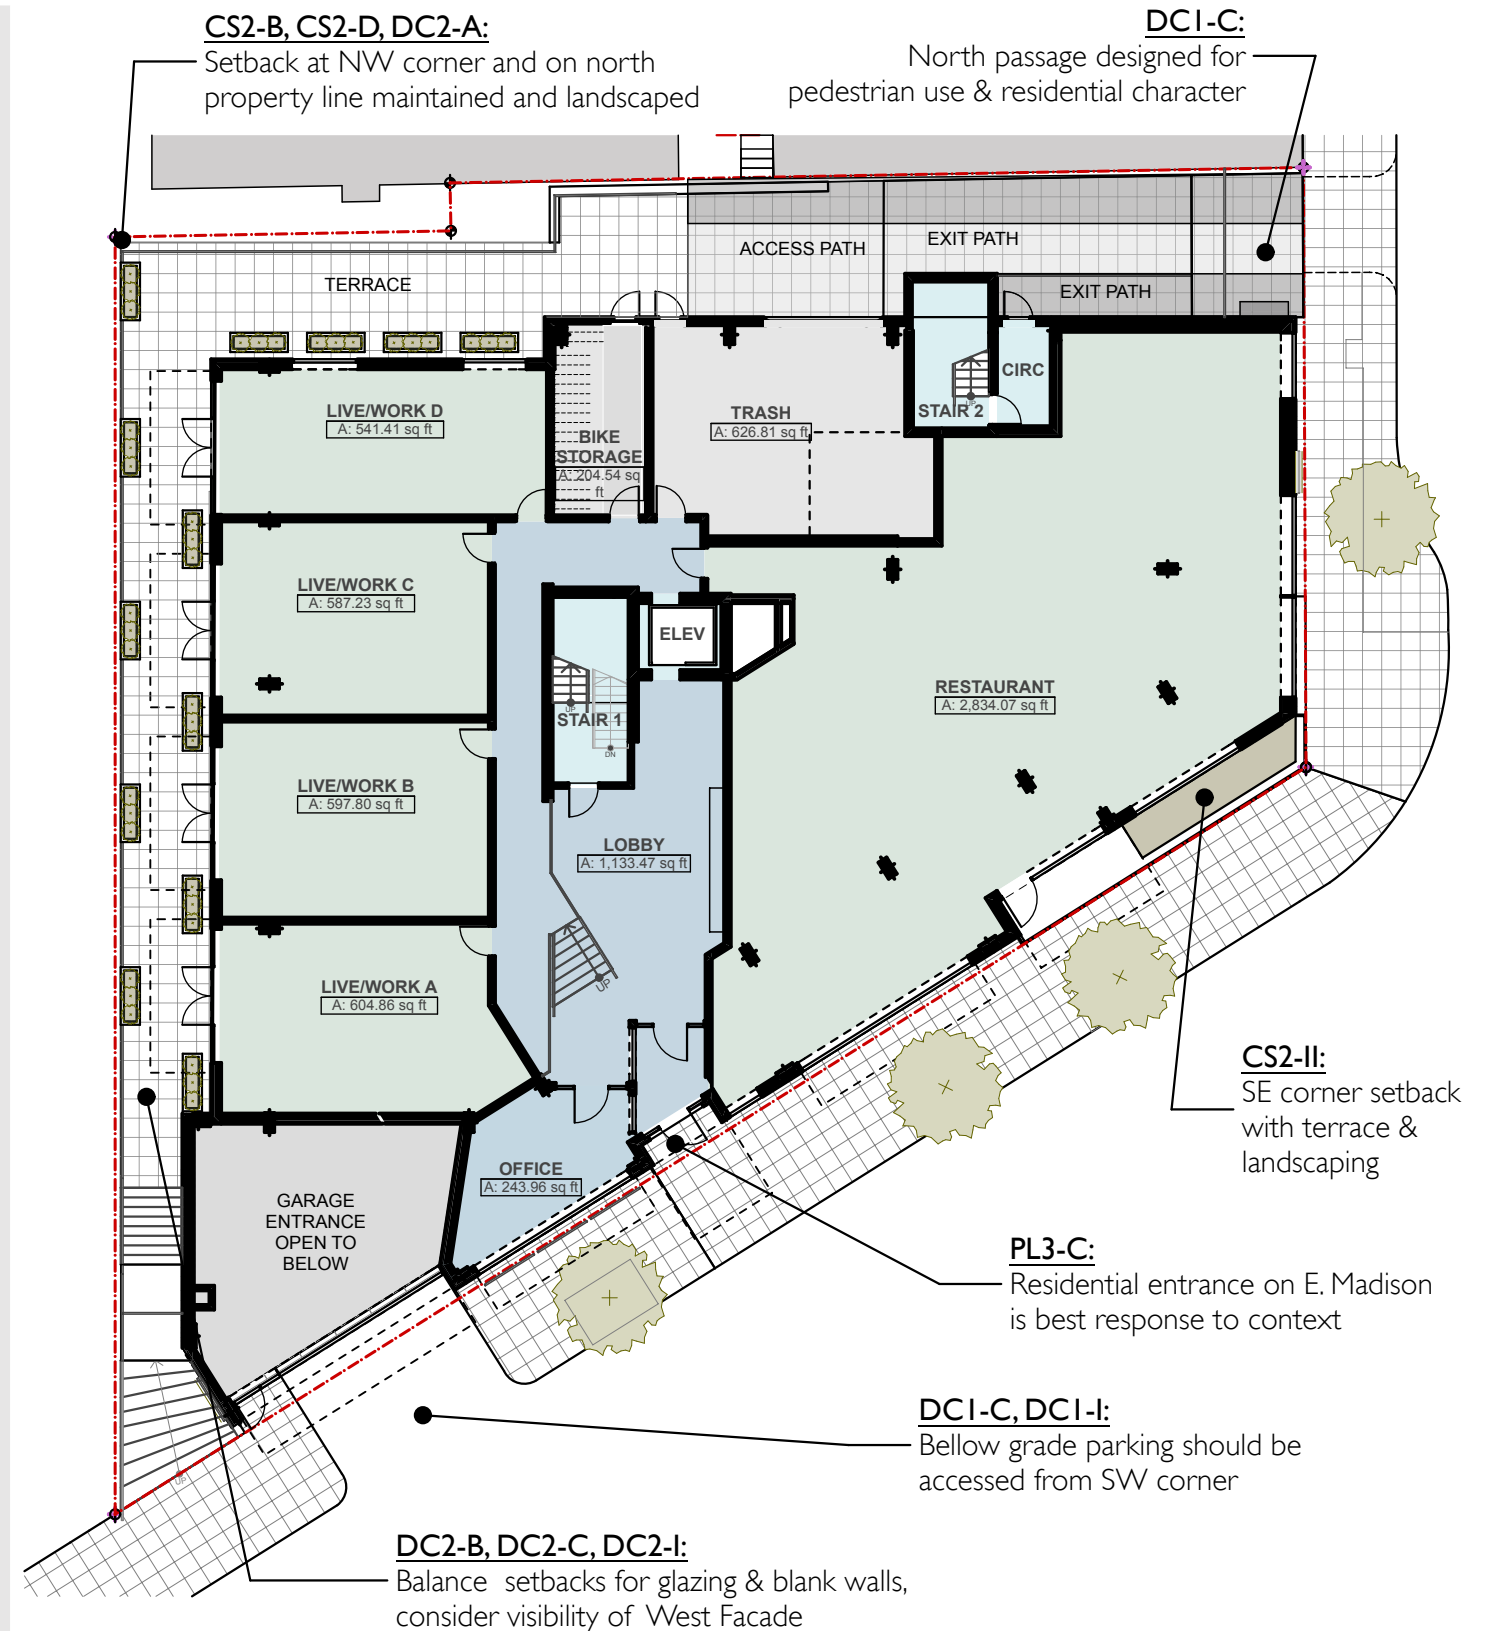 CS2-B, CS2-D, DC2-A:
Setback at NW corner and on north
property line maintained and landscaped
DC1-C:
North passage designed for
pedestrian use & residential character
ACCESS PATH
EXIT PATH
EXIT PATH
TERRACE
CIRC
STAIR 2
UP
LIVE/WORK D
A: 541.41 sq ft
BIKE
STORAGE
A: 204.54 sq
ft
TRASH
A: 626.81 sq ft
LIVE/WORK C
A: 587.23 sq ft
ELEV
STAIR 1
UP
DN
RESTAURANT
A: 2,834.07 sq ft
LIVE/WORK B
A: 597.80 sq ft
LOBBY
A: 1,133.47 sq ft
UP
LIVE/WORK A
A: 604.86 sq ft
OFFICE
A: 243.96 sq ft
GARAGE
ENTRANCE
OPEN TO
BELOW
UP
CS2-II:
SE corner setback
with terrace &
landscaping
PL3-C:
Residential entrance on E. Madison
is best response to context
DC1-C, DC1-I:
Bellow grade parking should be
accessed from SW corner
DC2-B, DC2-C, DC2-I:
Balance setbacks for glazing & blank walls,
consider visibility of West Facade